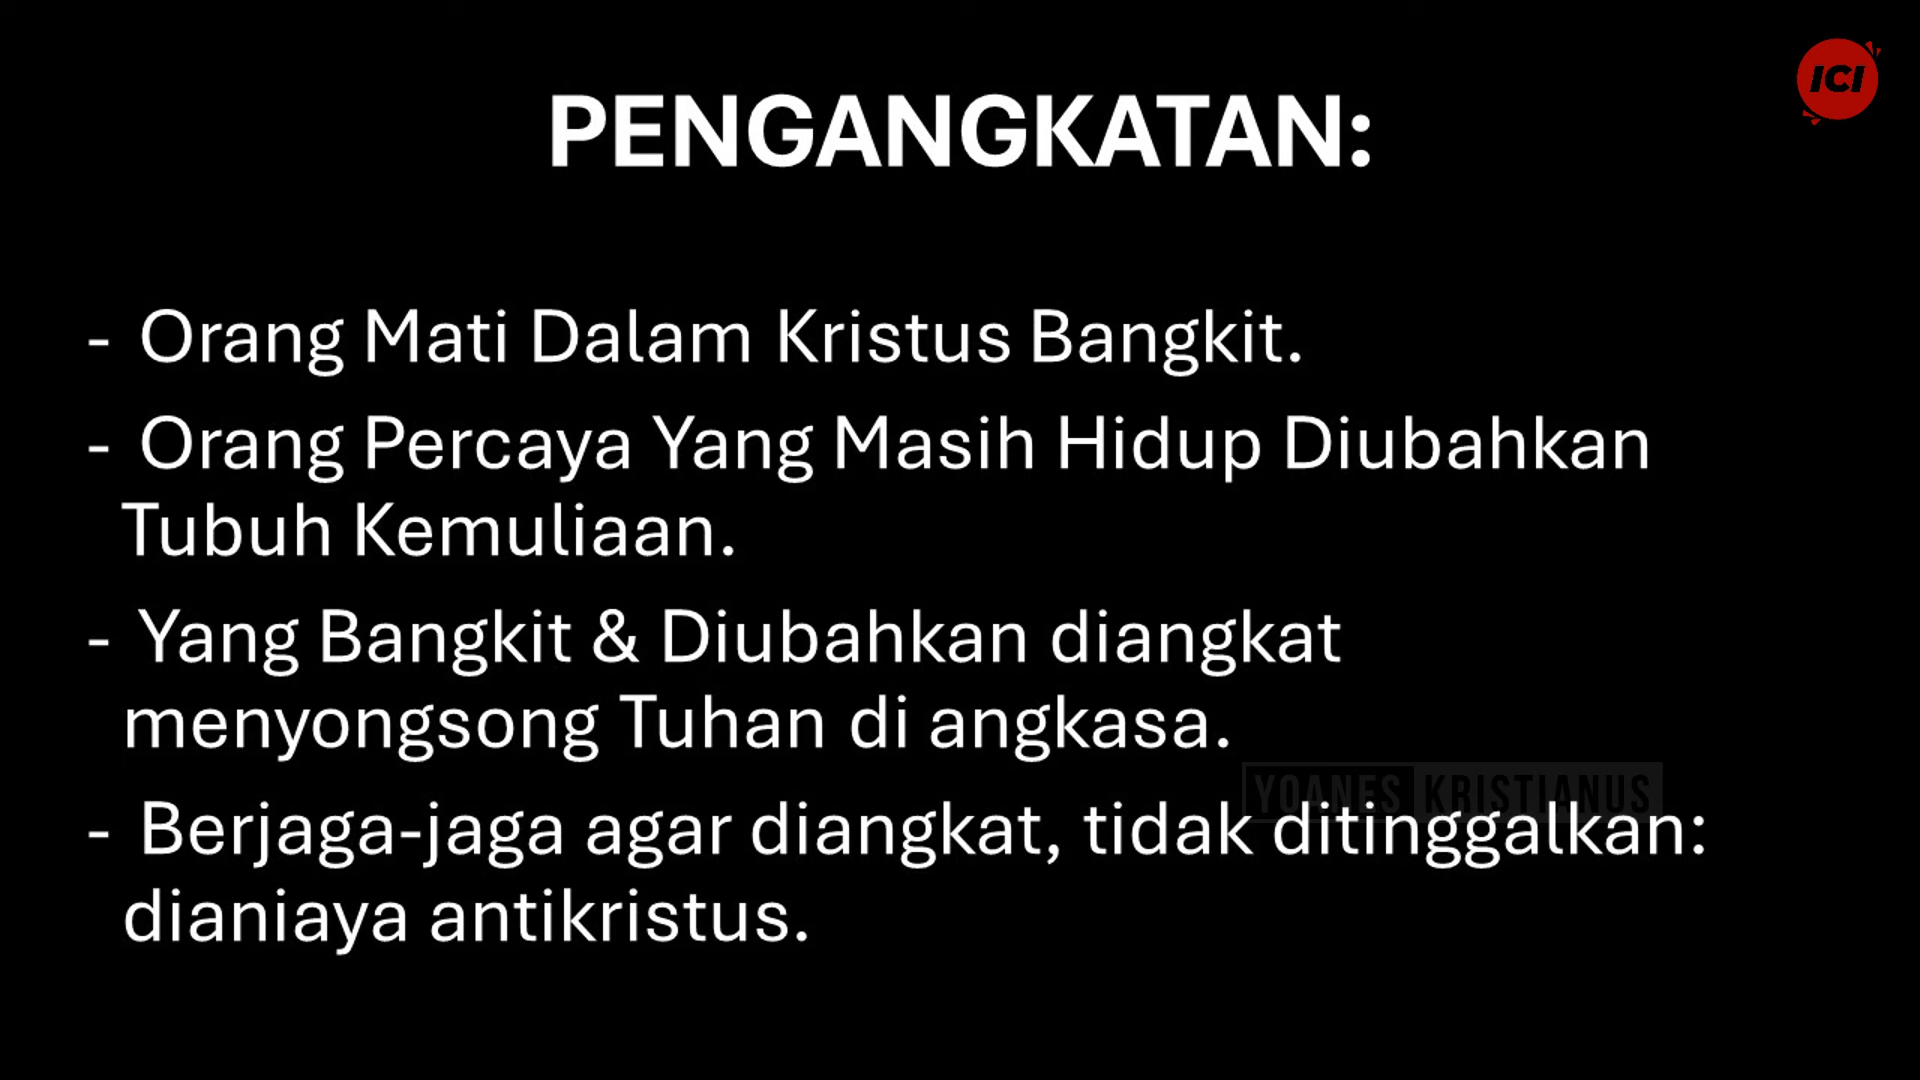 ICI
PENGANGKATAN:
- Orang Mati Dalam Kristus Bangkit.
- Orang Percaya Yang Masih Hidup Diubahkan
Tubuh Kemuliaan.
- Yang Bangkit & Diubahkan diangkat
menyongsong Tuhan di angkasa.
YOANES KRISTIANUS
- Berjaga-jaga agar diangkat, tidak ditinggalkan:
dianiaya antikristus.